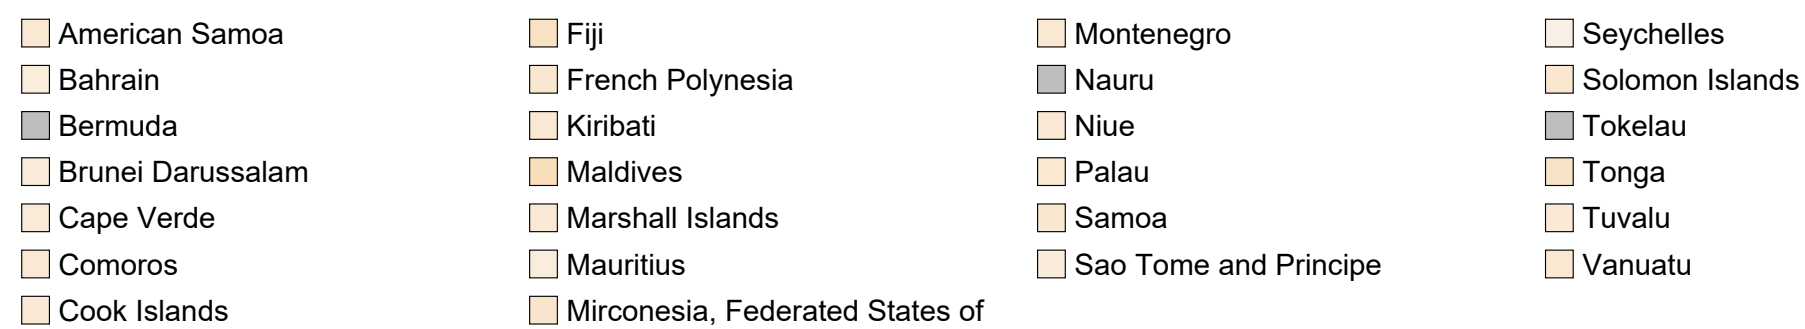 American Samoa
Bahrain
Bermuda
Brunei Darussalam
Cape Verde
Comoros
Cook Islands
Fiji
French Polynesia
Kiribati
Maldives
Marshall Islands
Mauritius
Mirconesia, Federated States of
Montenegro
Nauru
Niue
Palau
Samoa
Sao Tome and Principe
Seychelles
Solomon Islands
Tokelau
Tonga
Tuvalu
Vanuatu